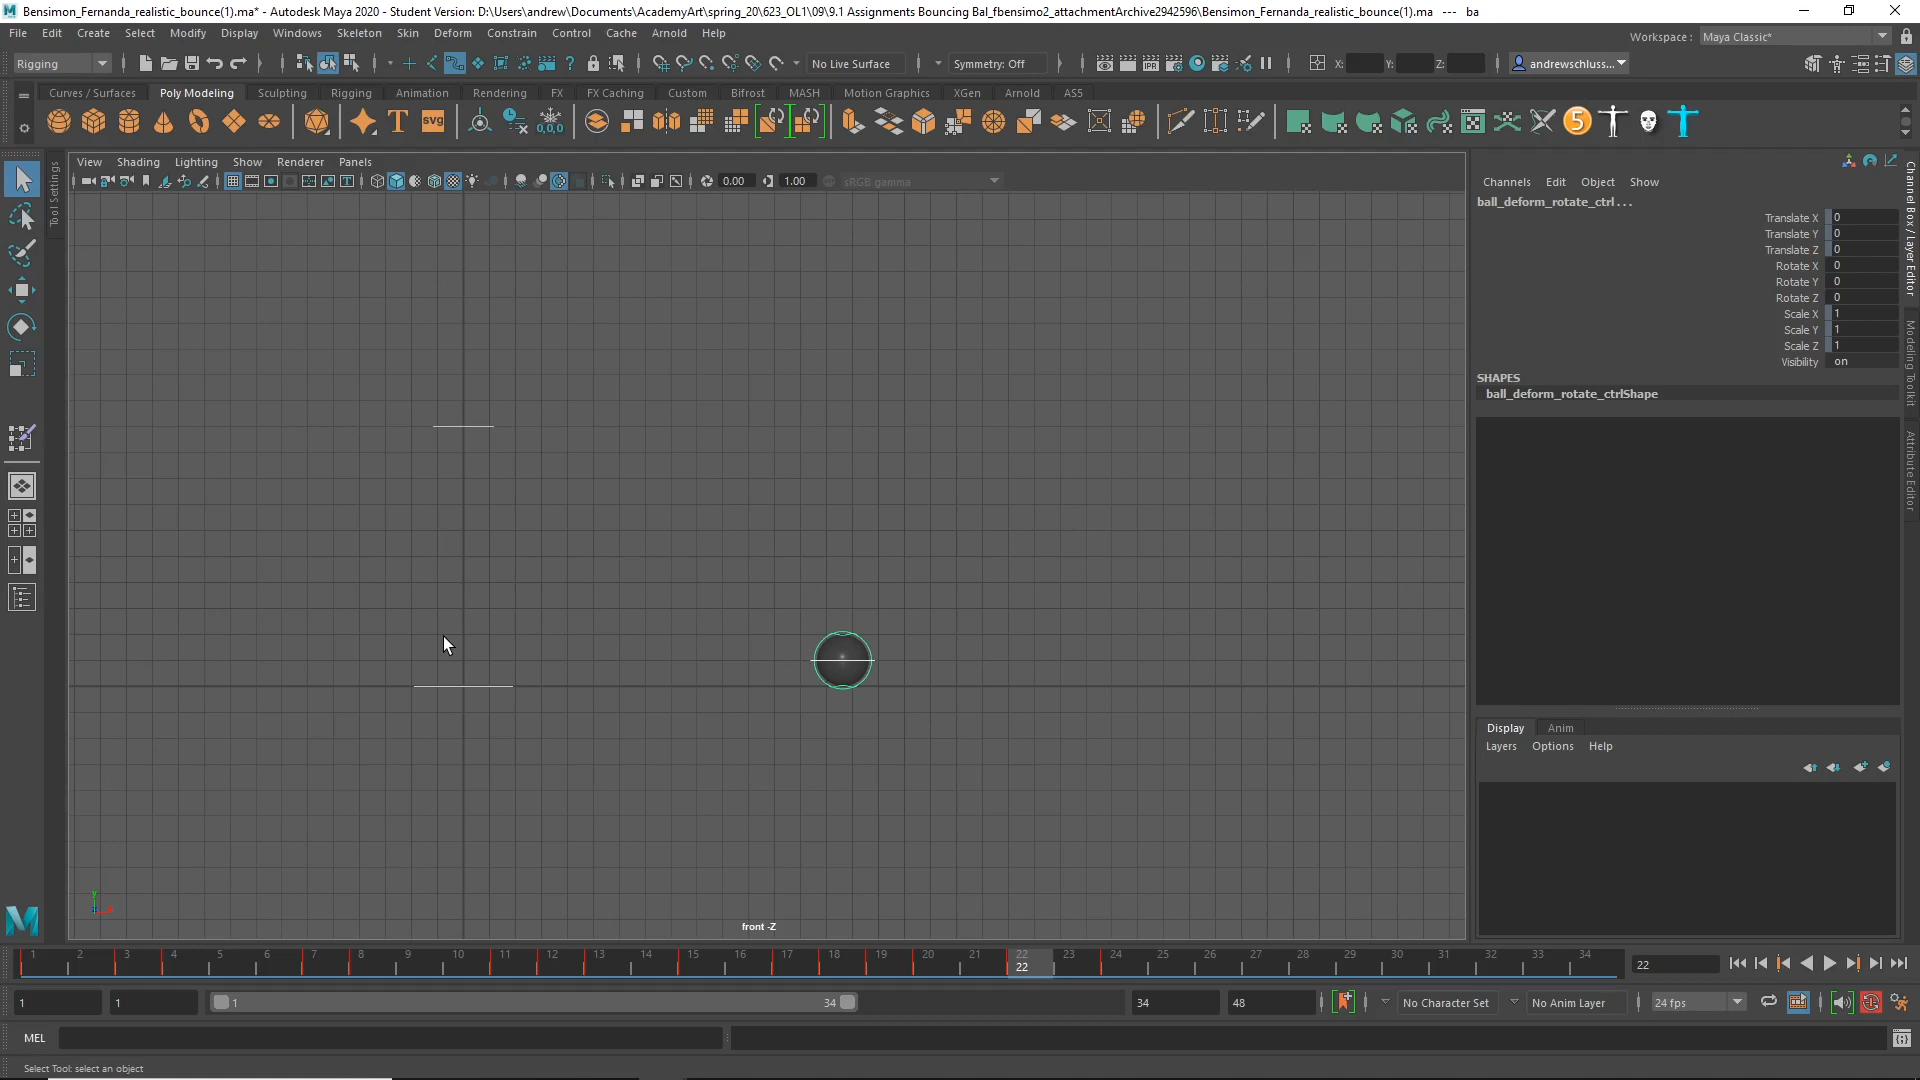 Bensimon_Fernanda_realistic_bounce(1).ma* - Autodesk Maya 2020 - Student Version: D:\Users\andrew\Documents\AcademyArt\spring_20\623_OL1\09\9.1 Assignments Bouncing Bal_fbensimo2_attachmentArchive2942596\Bensimon_Fernanda_realistic_bounce(1).ma --- ba
File Edit Create Select Modify Display Windows Skeleton Skin Deform Constrain Control Cache Arnold Help
Workspace : Maya Classic*
Rigging
No Live Surface
Symmetry: Off
X:
Y:
Z:
andrewschluss...
Curves / Surfaces Poly Modeling Sculpting Rigging Animation Rendering FX FX Caching Custom Bifrost MASH Motion Graphics XGen Arnold AS5
T svg
0,0,0
5
View Shading Lighting Show Renderer Panels
0.00 1.00 sRGB gamma
Tool Settings
front -Z
y
Channels Edit Object Show
ball_deform_rotate_ctrl...
Translate X 0
Translate Y 0
Translate Z 0
Rotate X 0
Rotate Y 0
Rotate Z 0
Scale X 1
Scale Y 1
Scale Z 1
Visibility on
SHAPES
ball_deform_rotate_ctrlShape
Channel Box / Layer Editor
Modeling Toolkit
Attribute Editor
Display Anim
Layers Options Help
1 2 3 4 5 6 7 8 9 10 11 12 13 14 15 16 17 18 19 20 21 22 23 24 25 26 27 28 29 30 31 32 33 34
22
22
1 1 1 34 34 48 No Character Set No Anim Layer 24 fps
MEL
Select Tool: select an object